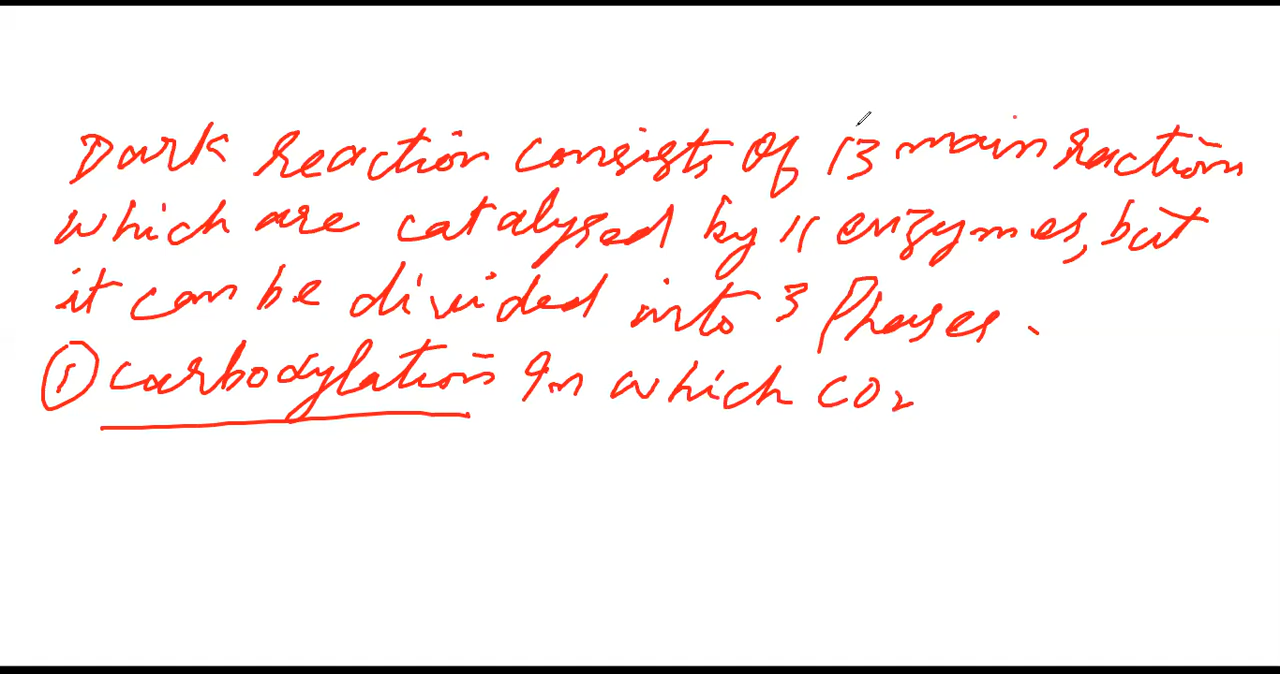 Dark reaction consists of 13 main reaction
which are catalysed by 11 enzymes, but
it can be divided into 3 Phases.
① carboxylation In which CO₂